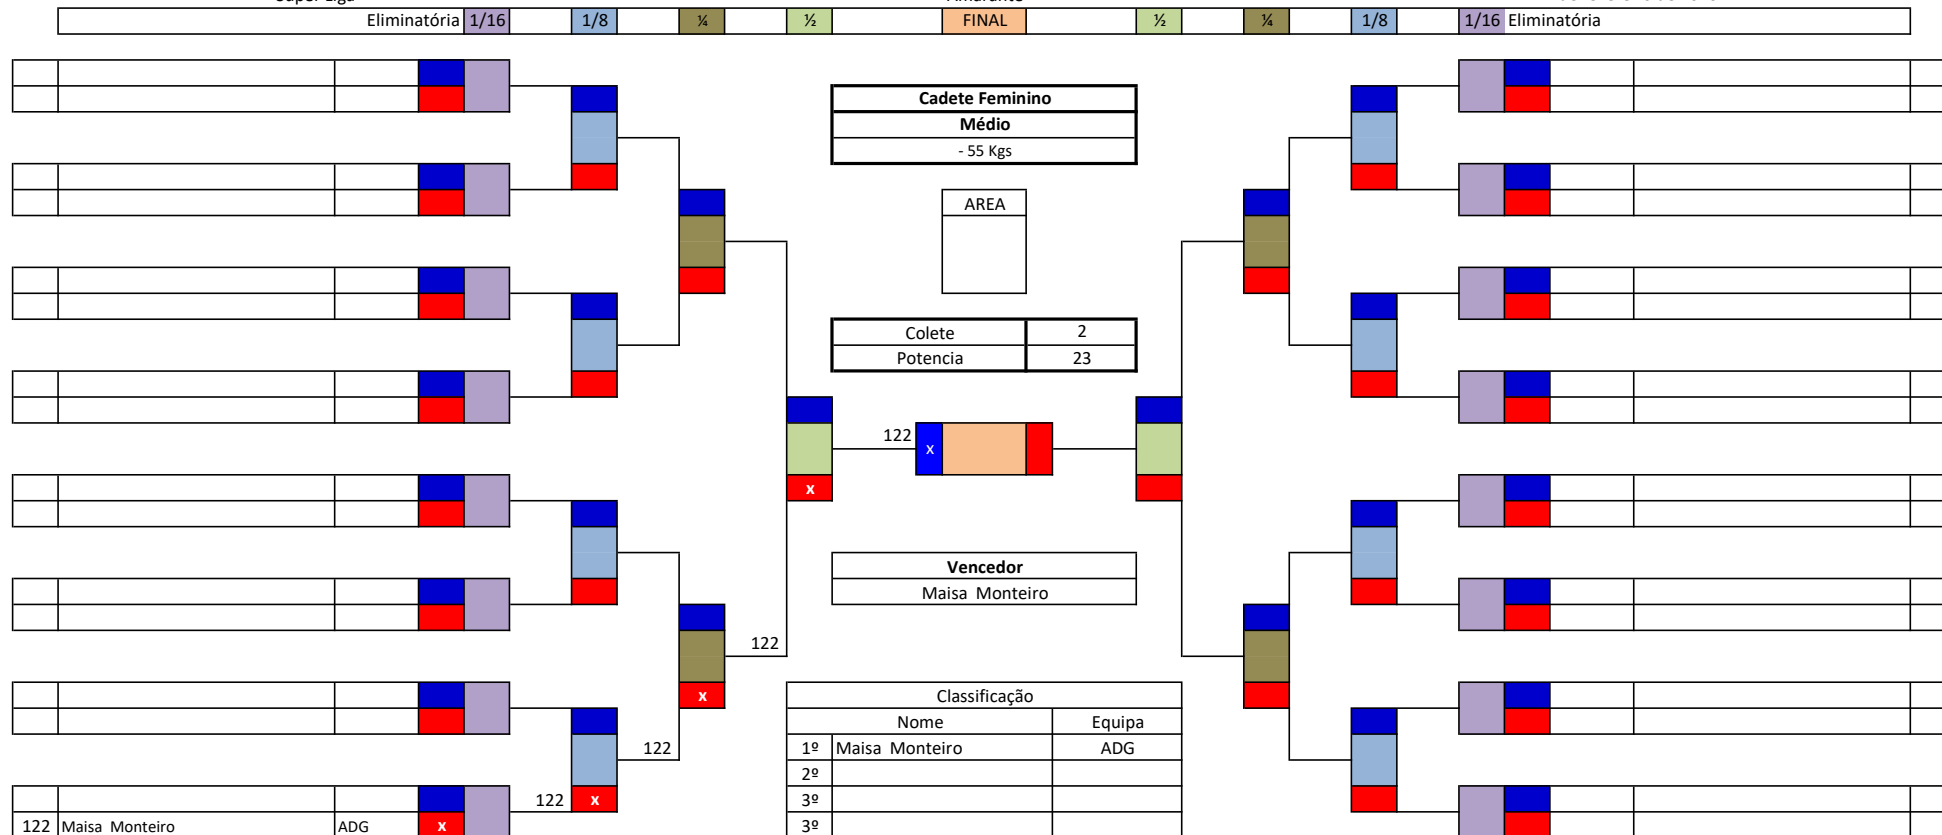 Eliminatória 1/16 1/8 ¼ ½ FINAL ½ ¼ 1/8 1/16 Eliminatória
Cadete Feminino
Médio
- 55 Kgs
AREA
Colete 2
Potencia 23
122 x
x
Vencedor
Maisa Monteiro
122
x
Classificação
Nome Equipa
122
1º Maisa Monteiro ADG
2º
122 x
3º
122 Maisa Monteiro ADG x
3º